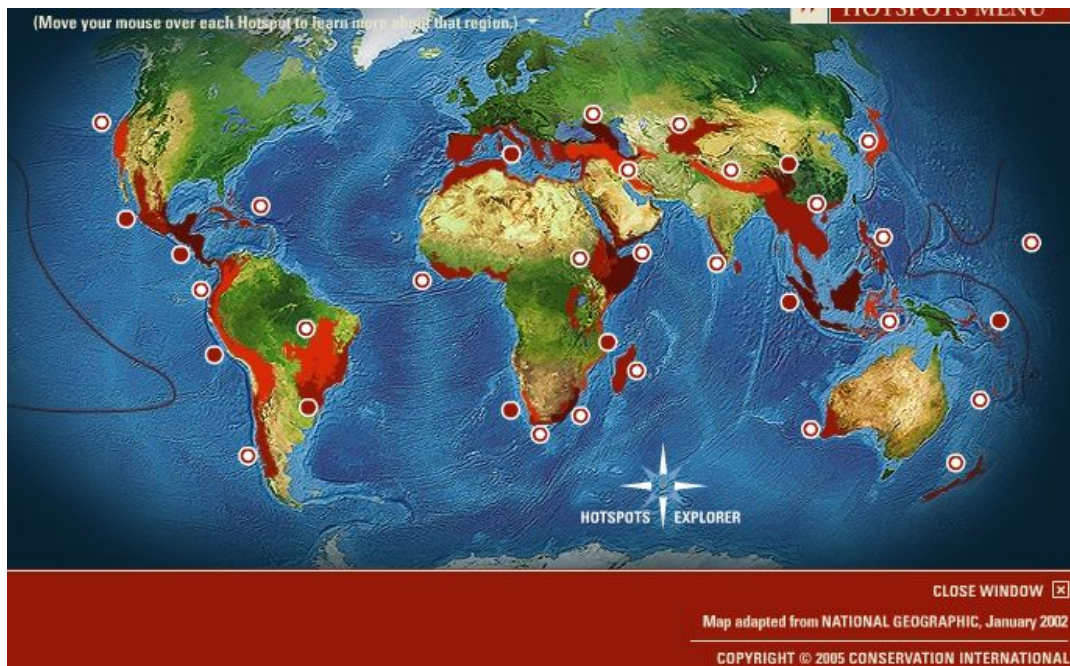 (Move your mouse over each Hotspot to learn more about that region.)
HOTSPOTS MENU
HOTSPOTS EXPLORER
CLOSE WINDOW
Map adapted from NATIONAL GEOGRAPHIC, January 2002
COPYRIGHT © 2005 CONSERVATION INTERNATIONAL